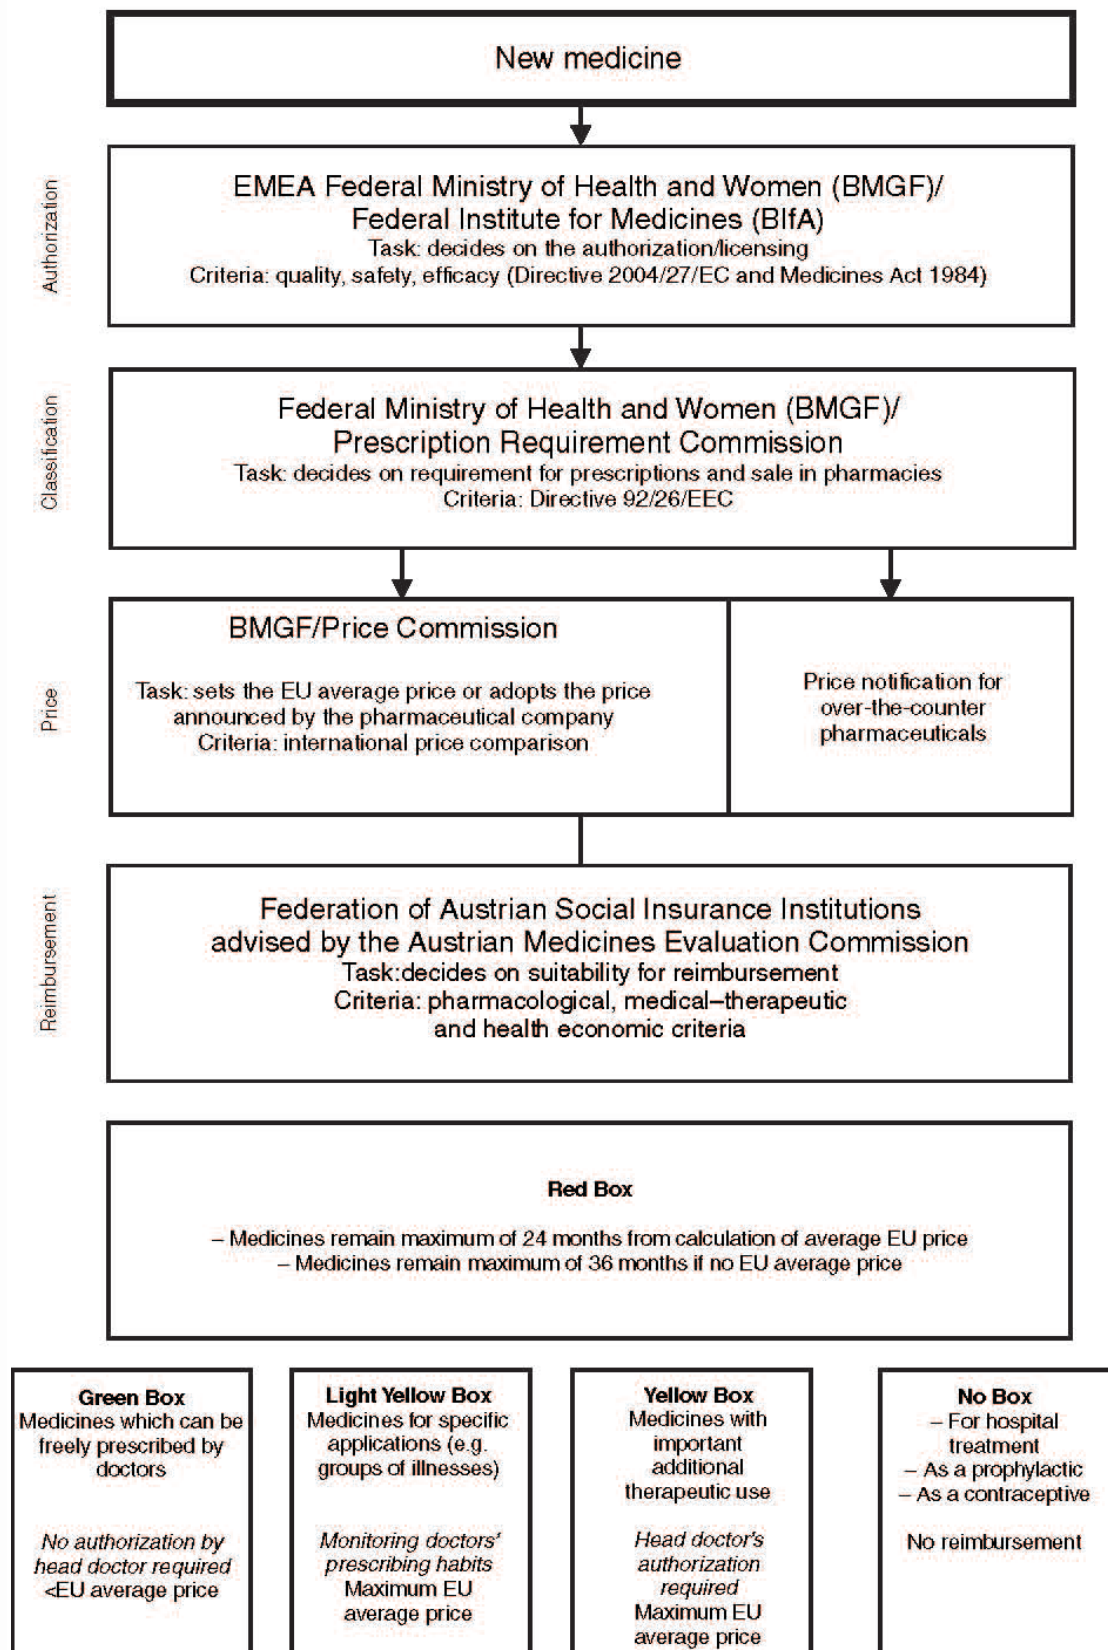 New medicine
Authorization
EMEA Federal Ministry of Health and Women (BMGF)/
Federal Institute for Medicines (BIfA)
Task: decides on the authorization/licensing
Criteria: quality, safety, efficacy (Directive 2004/27/EC and Medicines Act 1984)
Classification
Federal Ministry of Health and Women (BMGF)/
Prescription Requirement Commission
Task: decides on requirement for prescriptions and sale in pharmacies
Criteria: Directive 92/26/EEC
Price
BMGF/Price Commission
Task: sets the EU average price or adopts the price
announced by the pharmaceutical company
Criteria: international price comparison
Price notification for
over-the-counter
pharmaceuticals
Reimbursement
Federation of Austrian Social Insurance Institutions
advised by the Austrian Medicines Evaluation Commission
Task:decides on suitability for reimbursement
Criteria: pharmacological, medical–therapeutic
and health economic criteria
Red Box
– Medicines remain maximum of 24 months from calculation of average EU price
– Medicines remain maximum of 36 months if no EU average price
Green Box
Medicines which can be
freely prescribed by
doctors
No authorization by
head doctor required
<EU average price
Light Yellow Box
Medicines for specific
applications (e.g.
groups of illnesses)
Monitoring doctors'
prescribing habits
Maximum EU
average price
Yellow Box
Medicines with
important
additional
therapeutic use
Head doctor's
authorization
required
Maximum EU
average price
No Box
– For hospital
treatment
– As a prophylactic
– As a contraceptive
No reimbursement